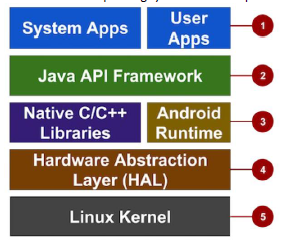 System Apps
User
Apps
1
Java API Framework
2
Native C/C++
Libraries
Android
Runtime
3
Hardware Abstraction
Layer (HAL)
4
Linux Kernel
5